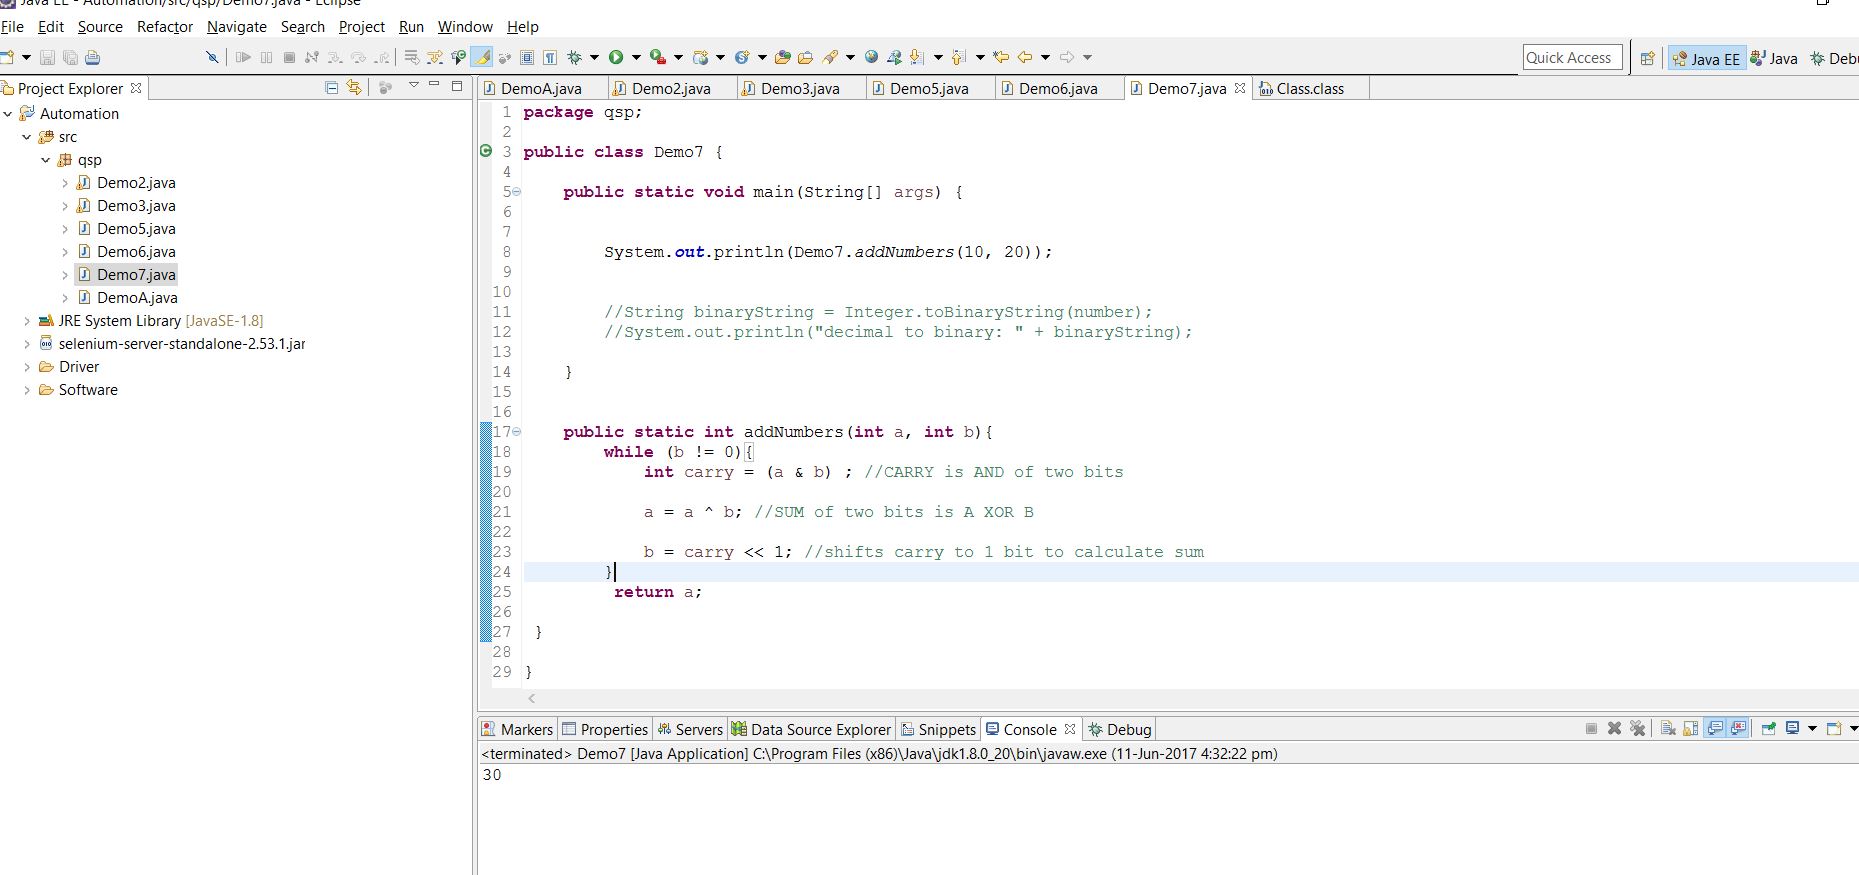 Java EE - Automation/src/qsp/Demo7.java - Eclipse
File Edit Source Refactor Navigate Search Project Run Window Help
Quick Access Java EE Java Debu
Project Explorer
Automation
src
qsp
Demo2.java
Demo3.java
Demo5.java
Demo6.java
Demo7.java
DemoA.java
JRE System Library [JavaSE-1.8]
selenium-server-standalone-2.53.1.jar
Driver
Software
DemoA.java Demo2.java Demo3.java Demo5.java Demo6.java Demo7.java Class.class
1 package qsp;
2
3 public class Demo7 {
4
5 public static void main(String[] args) {
6
7
8 System.out.println(Demo7.addNumbers(10, 20));
9
10
11 //String binaryString = Integer.toBinaryString(number);
12 //System.out.println("decimal to binary: " + binaryString);
13
14 }
15
16
17 public static int addNumbers(int a, int b){
18 while (b != 0){
19 int carry = (a & b) ; //CARRY is AND of two bits
20
21 a = a ^ b; //SUM of two bits is A XOR B
22
23 b = carry << 1; //shifts carry to 1 bit to calculate sum
24 }
25 return a;
26
27 }
28
29 }
Markers Properties Servers Data Source Explorer Snippets Console Debug
<terminated> Demo7 [Java Application] C:\Program Files (x86)\Java\jdk1.8.0_20\bin\javaw.exe (11-Jun-2017 4:32:22 pm)
30